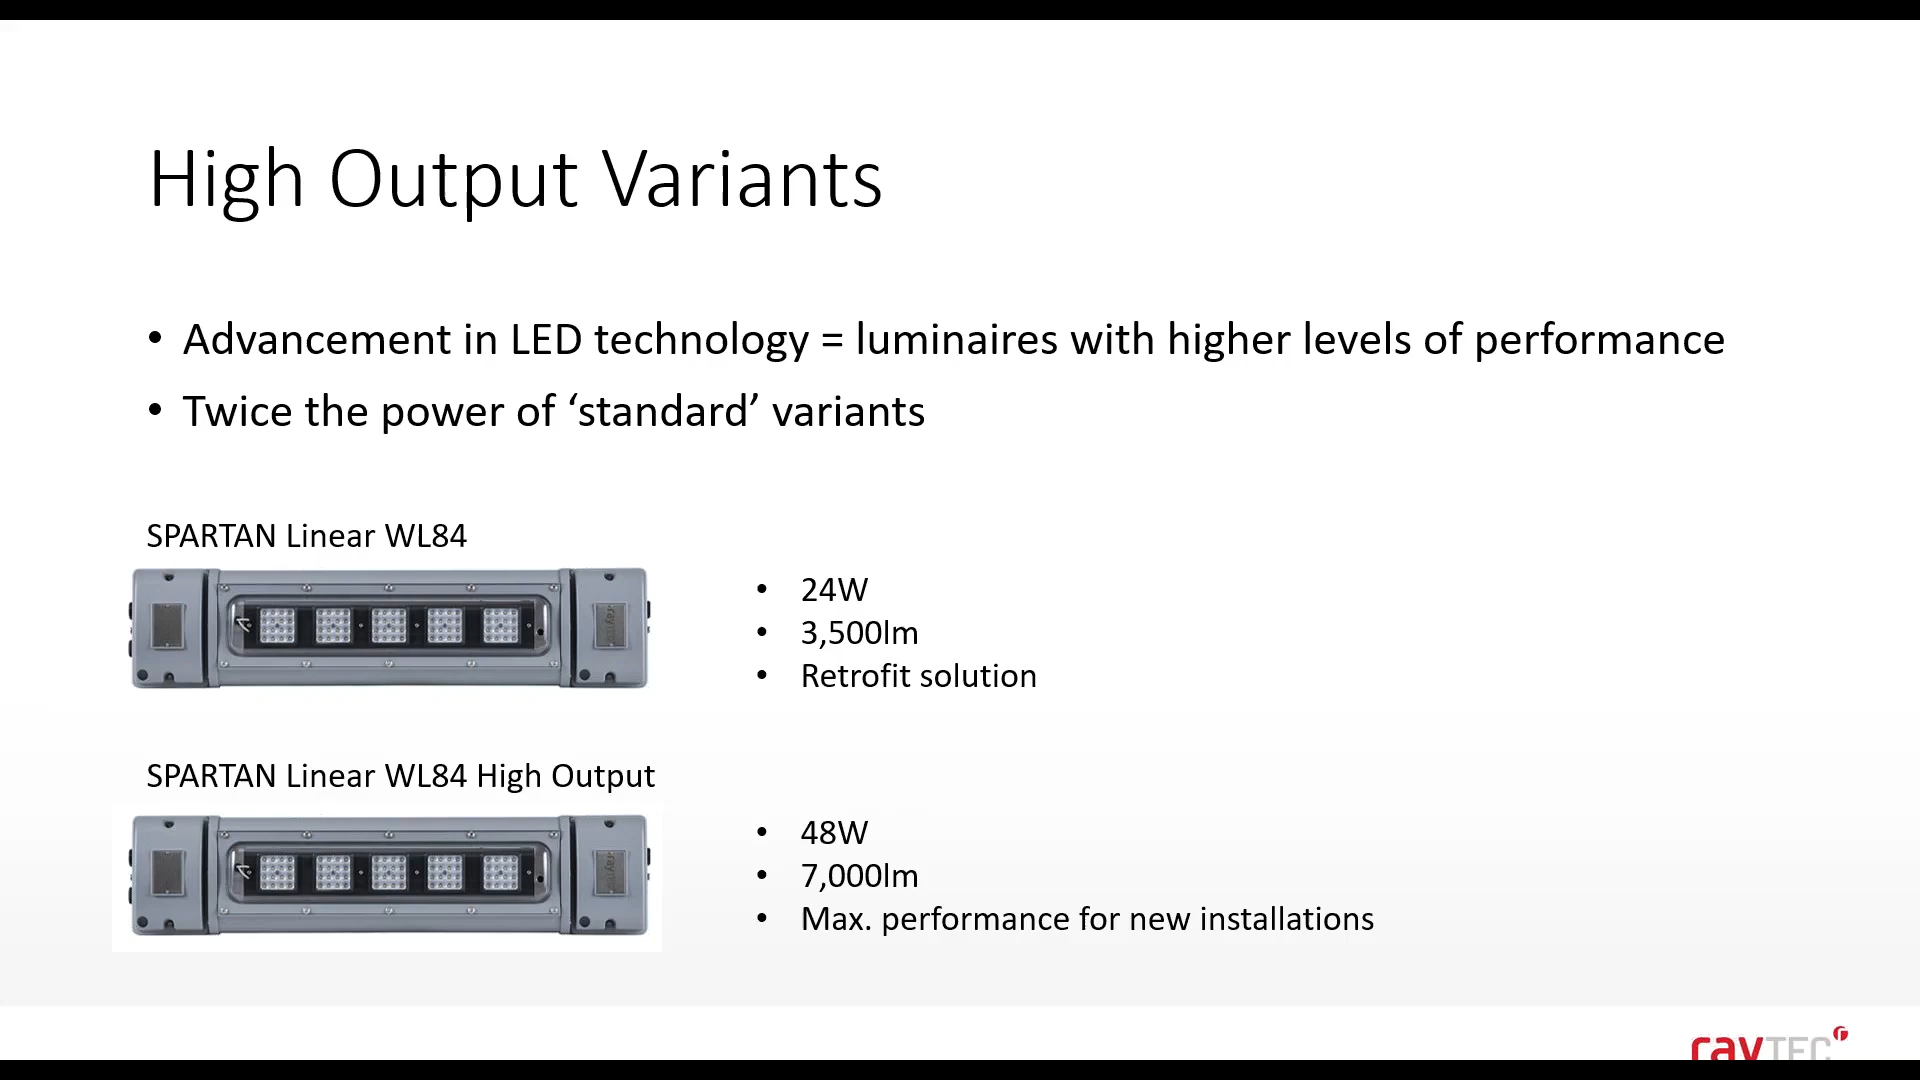 High Output Variants
• Advancement in LED technology = luminaires with higher levels of performance
• Twice the power of ‘standard’ variants
SPARTAN Linear WL84
• 24W
• 3,500lm
• Retrofit solution
SPARTAN Linear WL84 High Output
• 48W
• 7,000lm
• Max. performance for new installations
rayTEC